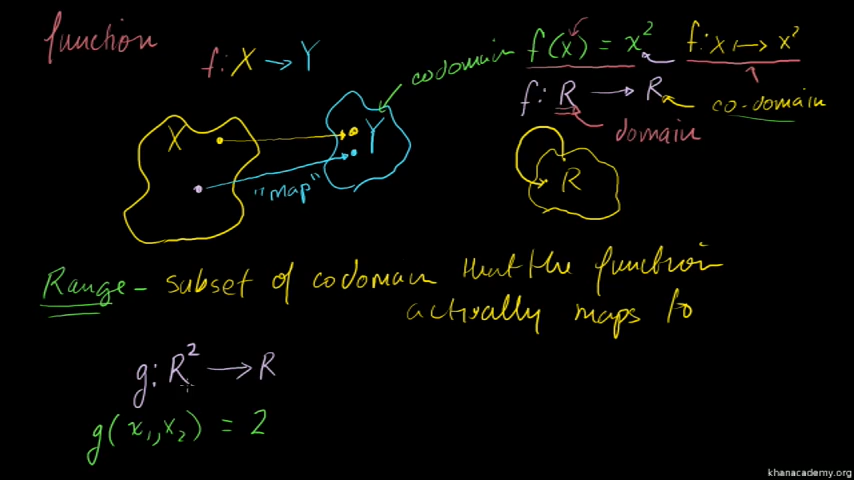 function
f: X → Y
codomain
f(x) = x²
f: x ↦ x²
f: R → R
co-domain
domain
X
Y
"map"
R
Range - subset of codomain that the function
actually maps to
g: R² → R
g(x₁, x₂) = 2
khanacademy.org